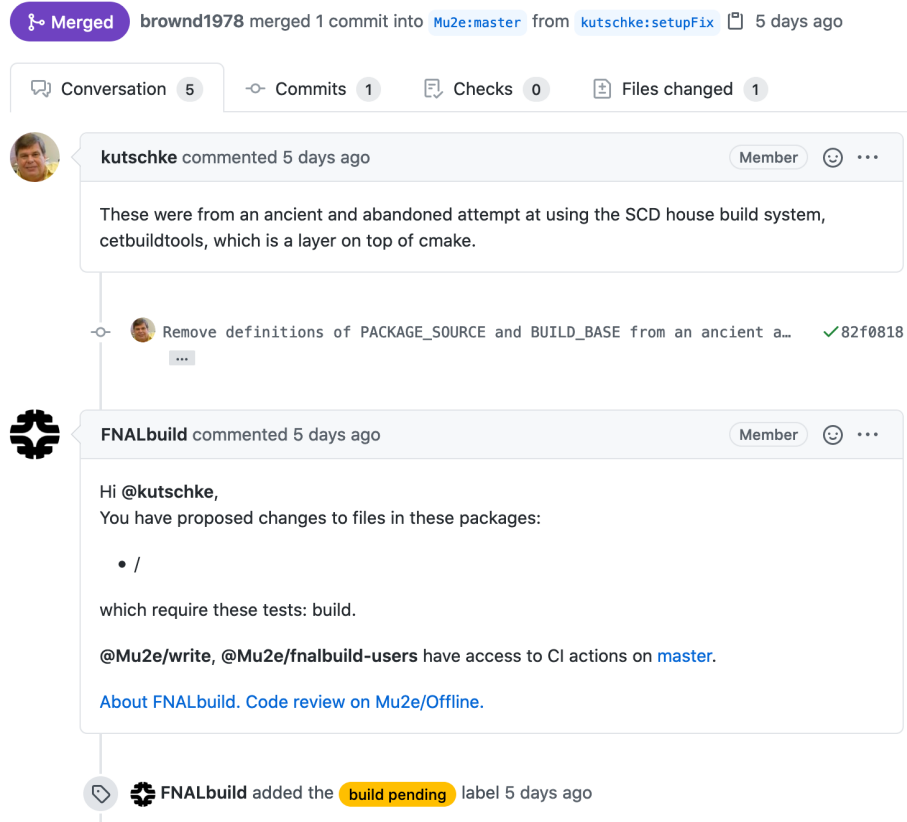 Merged brownd1978 merged 1 commit into Mu2e:master from kutschke:setupFix 5 days ago
Conversation 5 Commits 1 Checks 0 Files changed 1
kutschke commented 5 days ago Member ...
These were from an ancient and abandoned attempt at using the SCD house build system,
cetbuildtools, which is a layer on top of cmake.
Remove definitions of PACKAGE_SOURCE and BUILD_BASE from an ancient a… 82f0818
...
FNALbuild commented 5 days ago Member ...
Hi @kutschke,
You have proposed changes to files in these packages:
• /
which require these tests: build.
@Mu2e/write, @Mu2e/fnalbuild-users have access to CI actions on master.
About FNALbuild. Code review on Mu2e/Offline.
FNALbuild added the build pending label 5 days ago